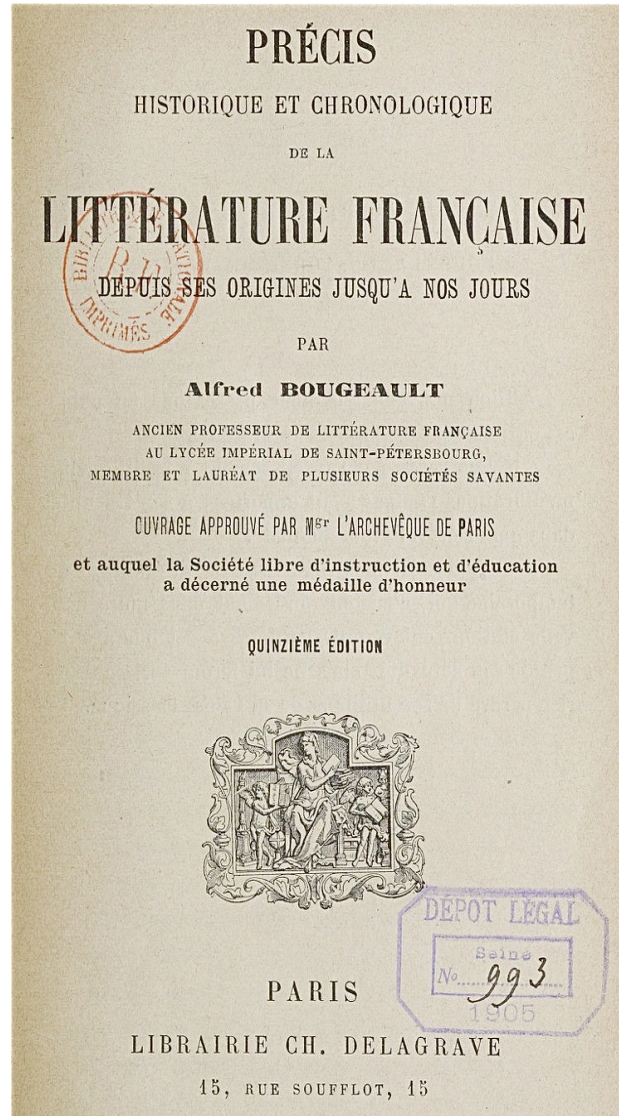 PRÉCIS
HISTORIQUE ET CHRONOLOGIQUE
DE LA
LITTÉRATURE FRANÇAISE
DEPUIS SES ORIGINES JUSQU'A NOS JOURS
BIBLIOTHÈQUE NATIONALE
IMPRIMÉS
PAR
Alfred BOUGEAULT
ANCIEN PROFESSEUR DE LITTÉRATURE FRANÇAISE
AU LYCÉE IMPÉRIAL DE SAINT-PÉTERSBOURG,
MEMBRE ET LAURÉAT DE PLUSIEURS SOCIÉTÉS SAVANTES
OUVRAGE APPROUVÉ PAR Mgr L'ARCHEVÊQUE DE PARIS
et auquel la Société libre d'instruction et d'éducation
a décerné une médaille d'honneur
QUINZIÈME ÉDITION
DÉPOT LÉGAL
Seine
No 993
1905
PARIS
LIBRAIRIE CH. DELAGRAVE
15, RUE SOUFFLOT, 15